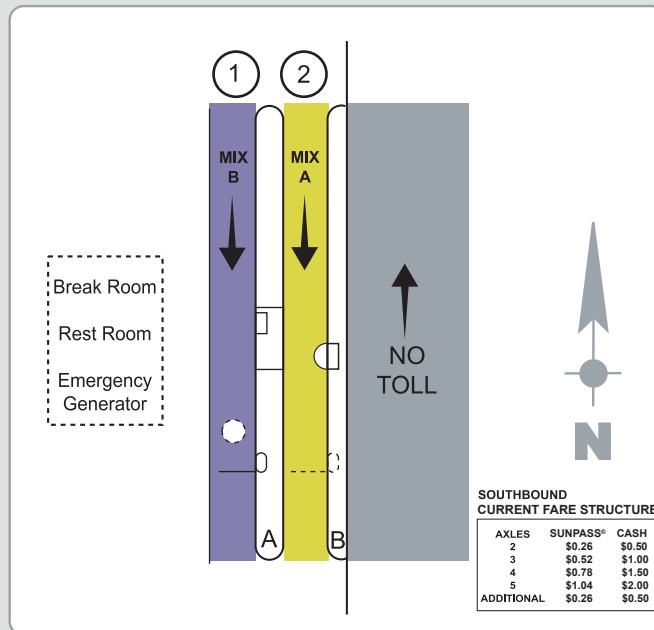 1
2
MIX
B
MIX
A
Break Room
Rest Room
Emergency
Generator
NO
TOLL
N
A
B
SOUTHBOUND
CURRENT FARE STRUCTURE
AXLES SUNPASS® CASH
2 $0.26 $0.50
3 $0.52 $1.00
4 $0.78 $1.50
5 $1.04 $2.00
ADDITIONAL $0.26 $0.50